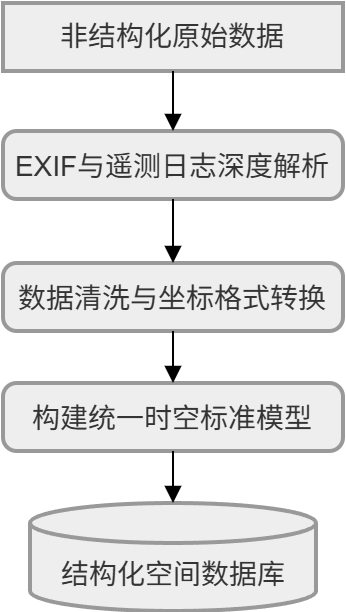 非结构化原始数据
EXIF与遥测日志深度解析
数据清洗与坐标格式转换
构建统一时空标准模型
结构化空间数据库